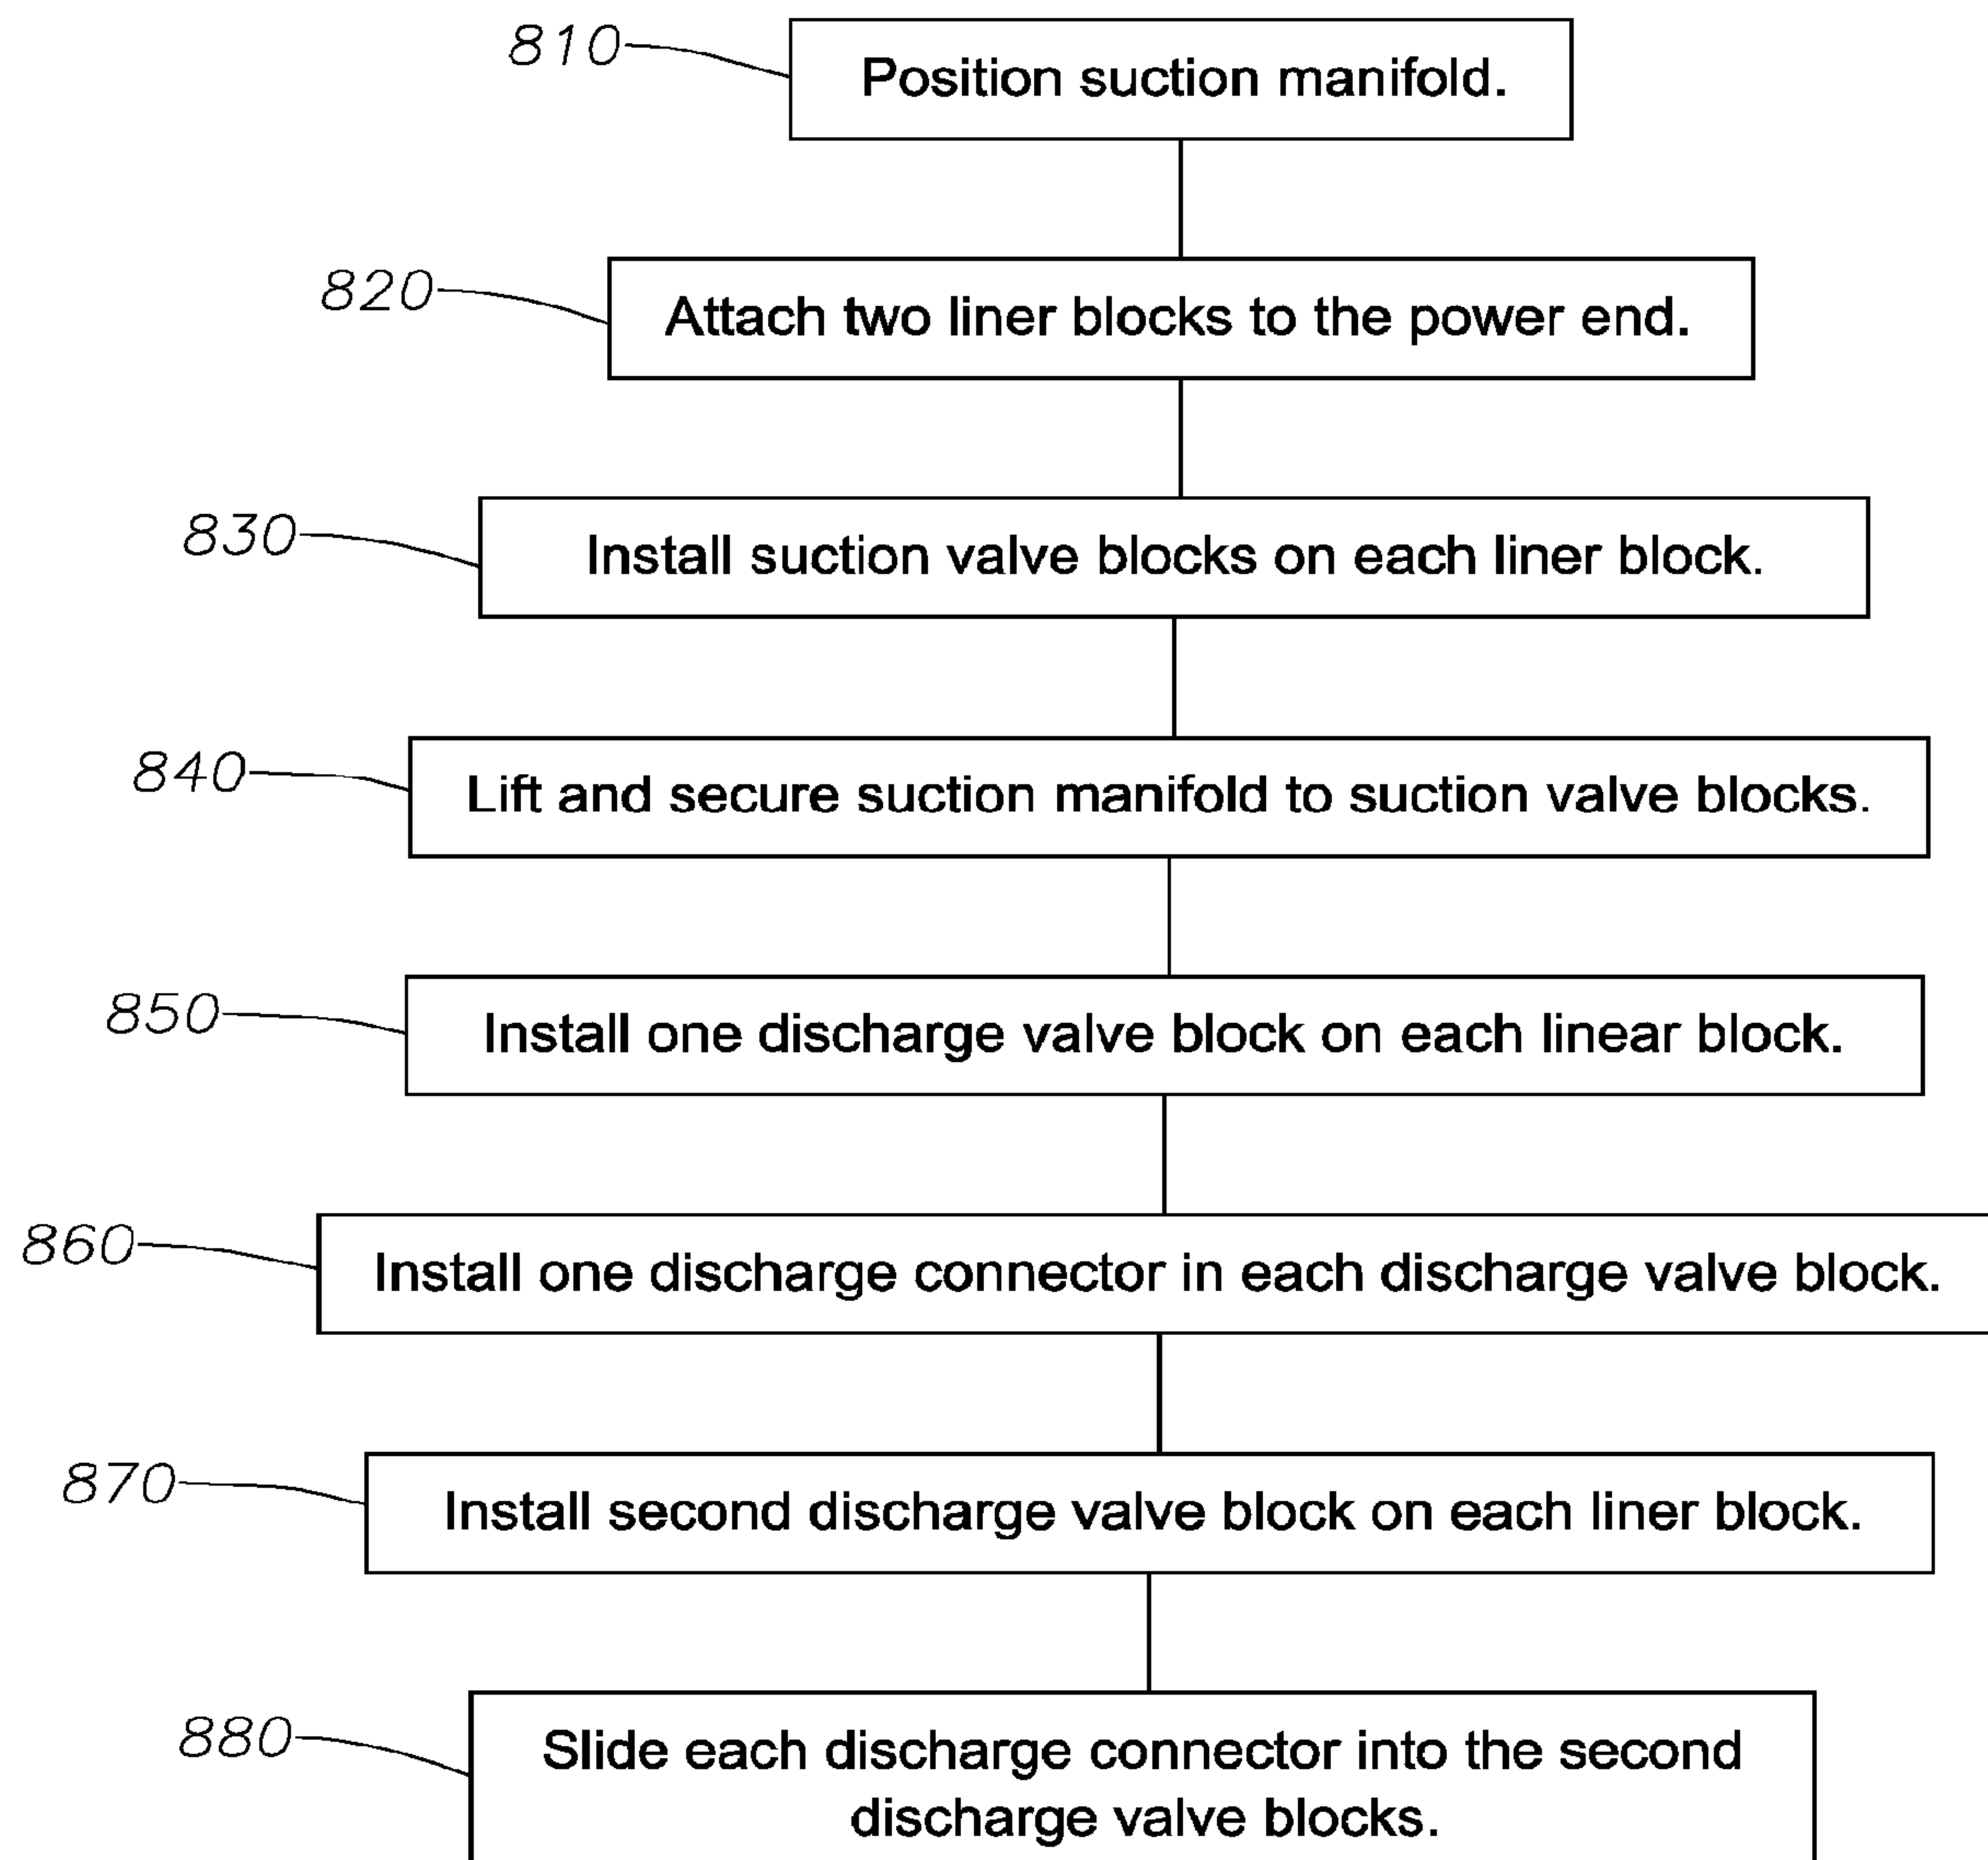 810
Position suction manifold.
820
Attach two liner blocks to the power end.
830
Install suction valve blocks on each liner block.
840
Lift and secure suction manifold to suction valve blocks.
850
Install one discharge valve block on each linear block.
860
Install one discharge connector in each discharge valve block.
870
Install second discharge valve block on each liner block.
880
Slide each discharge connector into the second
discharge valve blocks.